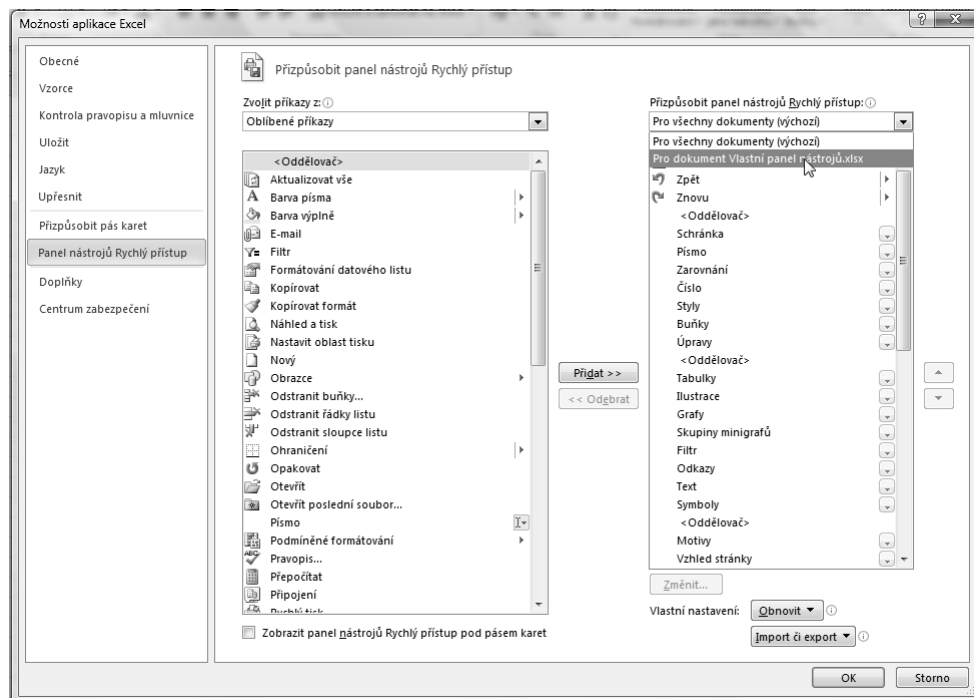 Možnosti aplikace Excel
Obecné
Vzorce
Kontrola pravopisu a mluvnice
Uložit
Jazyk
Upřesnit
Přizpůsobit pás karet
Panel nástrojů Rychlý přístup
Doplňky
Centrum zabezpečení
Přizpůsobit panel nástrojů Rychlý přístup
Zvolit příkazy z:
Oblíbené příkazy
<Oddělovač>
Aktualizovat vše
Barva písma
Barva výplně
E-mail
Filtr
Formátování datového listu
Kopírovat
Kopírovat formát
Náhled a tisk
Nastavit oblast tisku
Nový
Obrazce
Odstranit buňky...
Odstranit řádky listu
Odstranit sloupce listu
Ohraničení
Opakovat
Otevřít
Otevřít poslední soubor...
Písmo
Podmíněné formátování
Pravopis...
Přepočítat
Připojení
Rychlý tisk
Zobrazit panel nástrojů Rychlý přístup pod pásem karet
Přidat >>
<< Odebrat
Přizpůsobit panel nástrojů Rychlý přístup:
Pro všechny dokumenty (výchozí)
Pro všechny dokumenty (výchozí)
Pro dokument Vlastní panel nástrojů.xlsx
Zpět
Znovu
<Oddělovač>
Schránka
Písmo
Zarovnání
Číslo
Styly
Buňky
Úpravy
<Oddělovač>
Tabulky
Ilustrace
Grafy
Skupiny minigrafů
Filtr
Odkazy
Text
Symboly
<Oddělovač>
Motivy
Vzhled stránky
Změnit...
Vlastní nastavení:
Obnovit
Import či export
OK
Storno